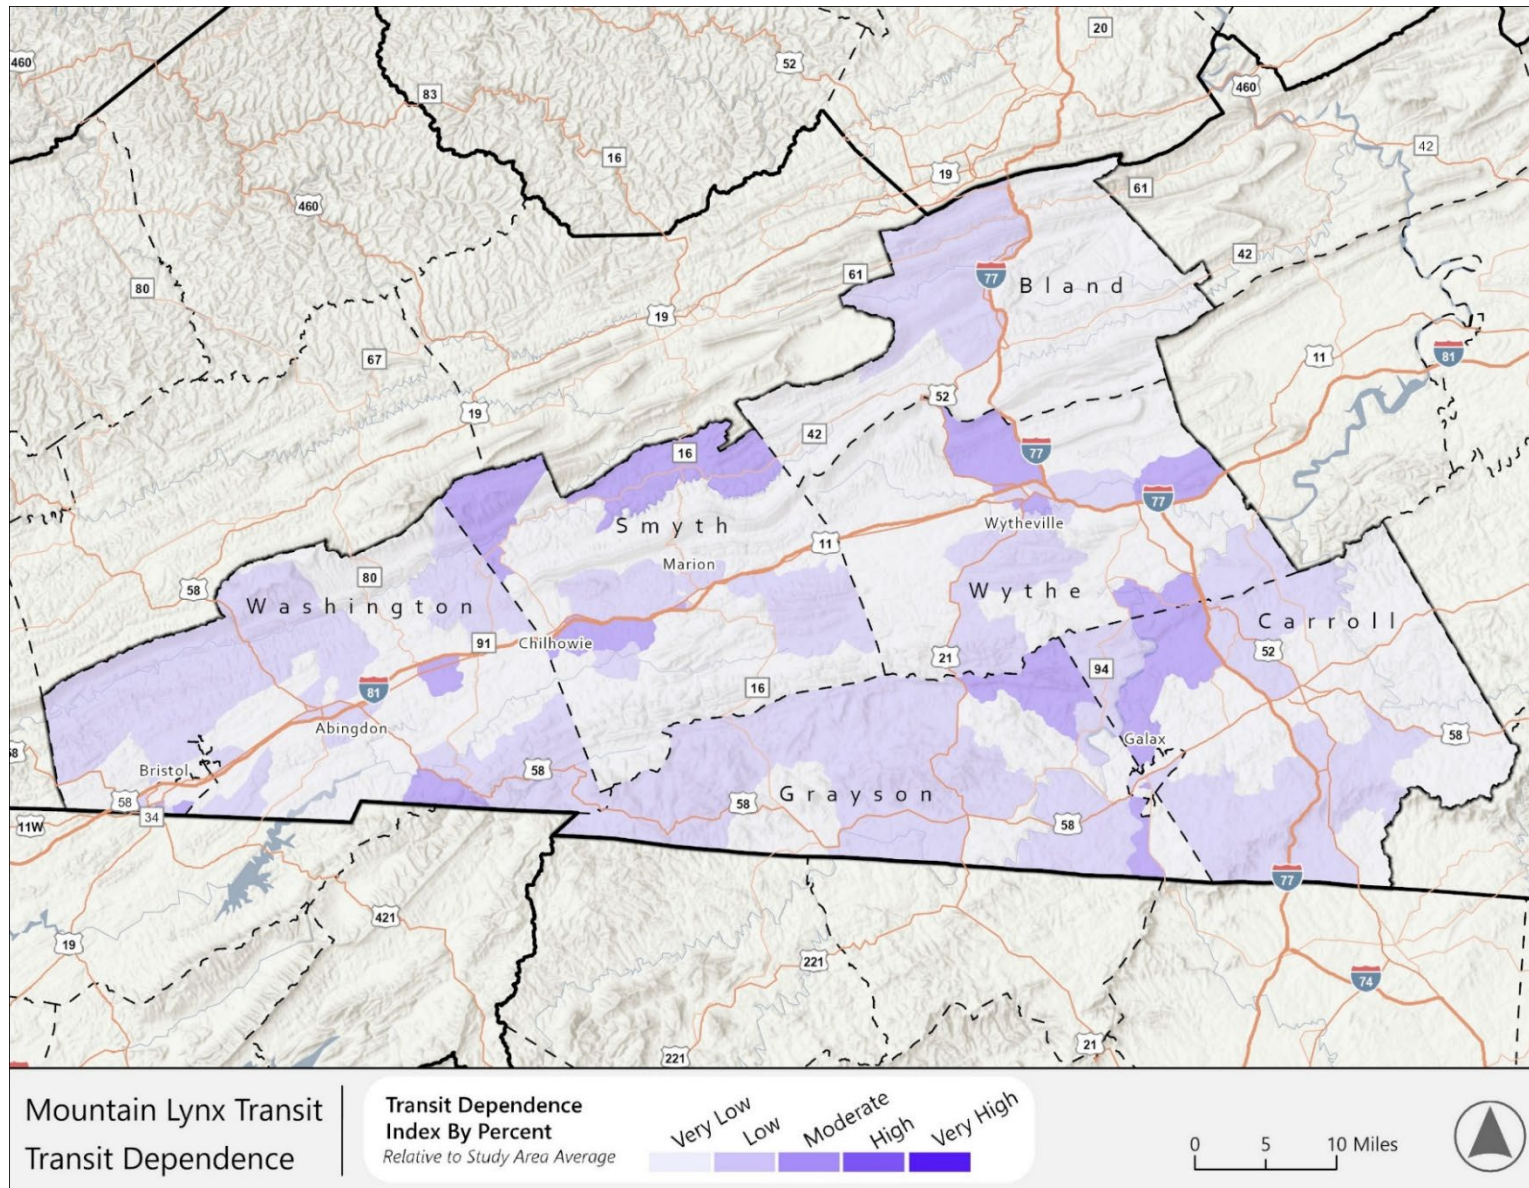 460
20
52
460
83
42
16
19
61
460
42
61
77
Bland
80
19
11
81
67
19
52
42
16
77
77
Smyth
Wytheville
11
Marion
58
80
Washington
Wythe
Carroll
91
Chilhowie
52
21
94
81
16
Abingdon
58
Galax
58
Bristol
58
58
58
Grayson
34
11W
58
77
421
19
221
74
221
21
Mountain Lynx Transit
Transit Dependence
Transit Dependence
Index By Percent
Relative to Study Area Average
Very Low
Low
Moderate
High
Very High
0 5 10 Miles